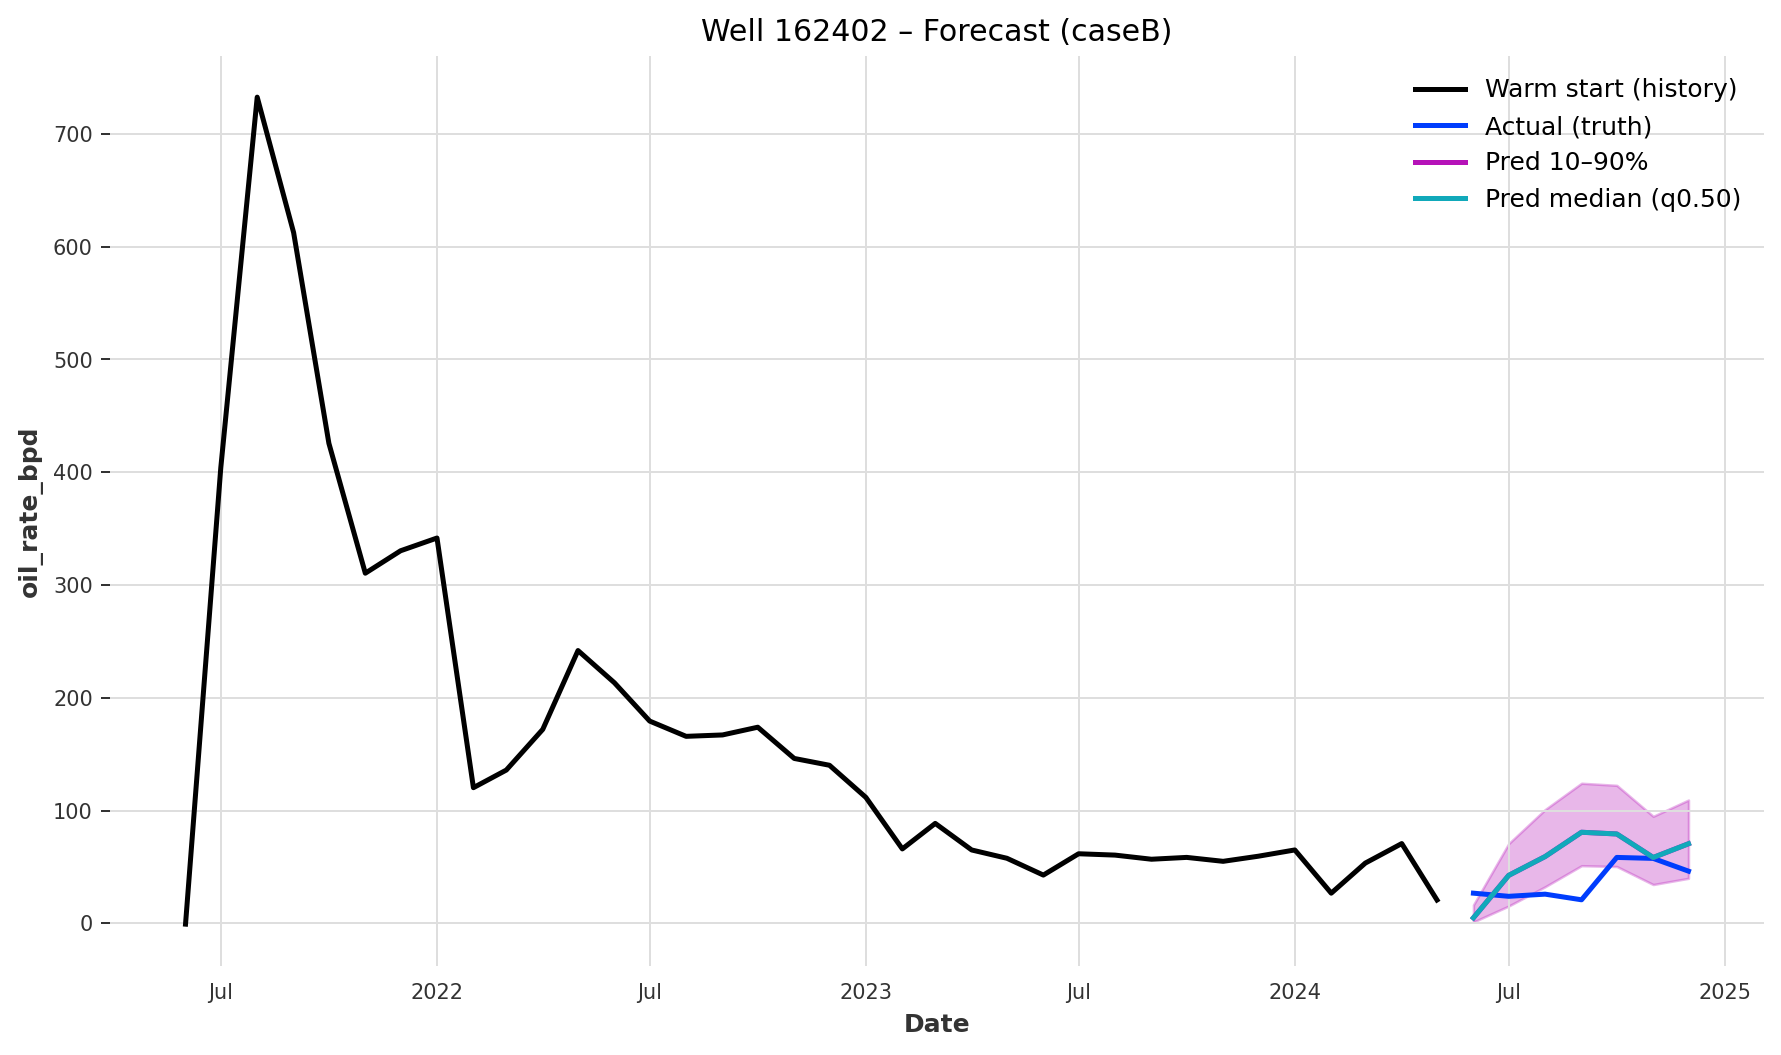 Well 162402 – Forecast (caseB)
Warm start (history)
Actual (truth)
Pred 10–90%
Pred median (q0.50)
oil_rate_bpd
700
600
500
400
300
200
100
0
Jul
2022
Jul
2023
Jul
2024
Jul
2025
Date